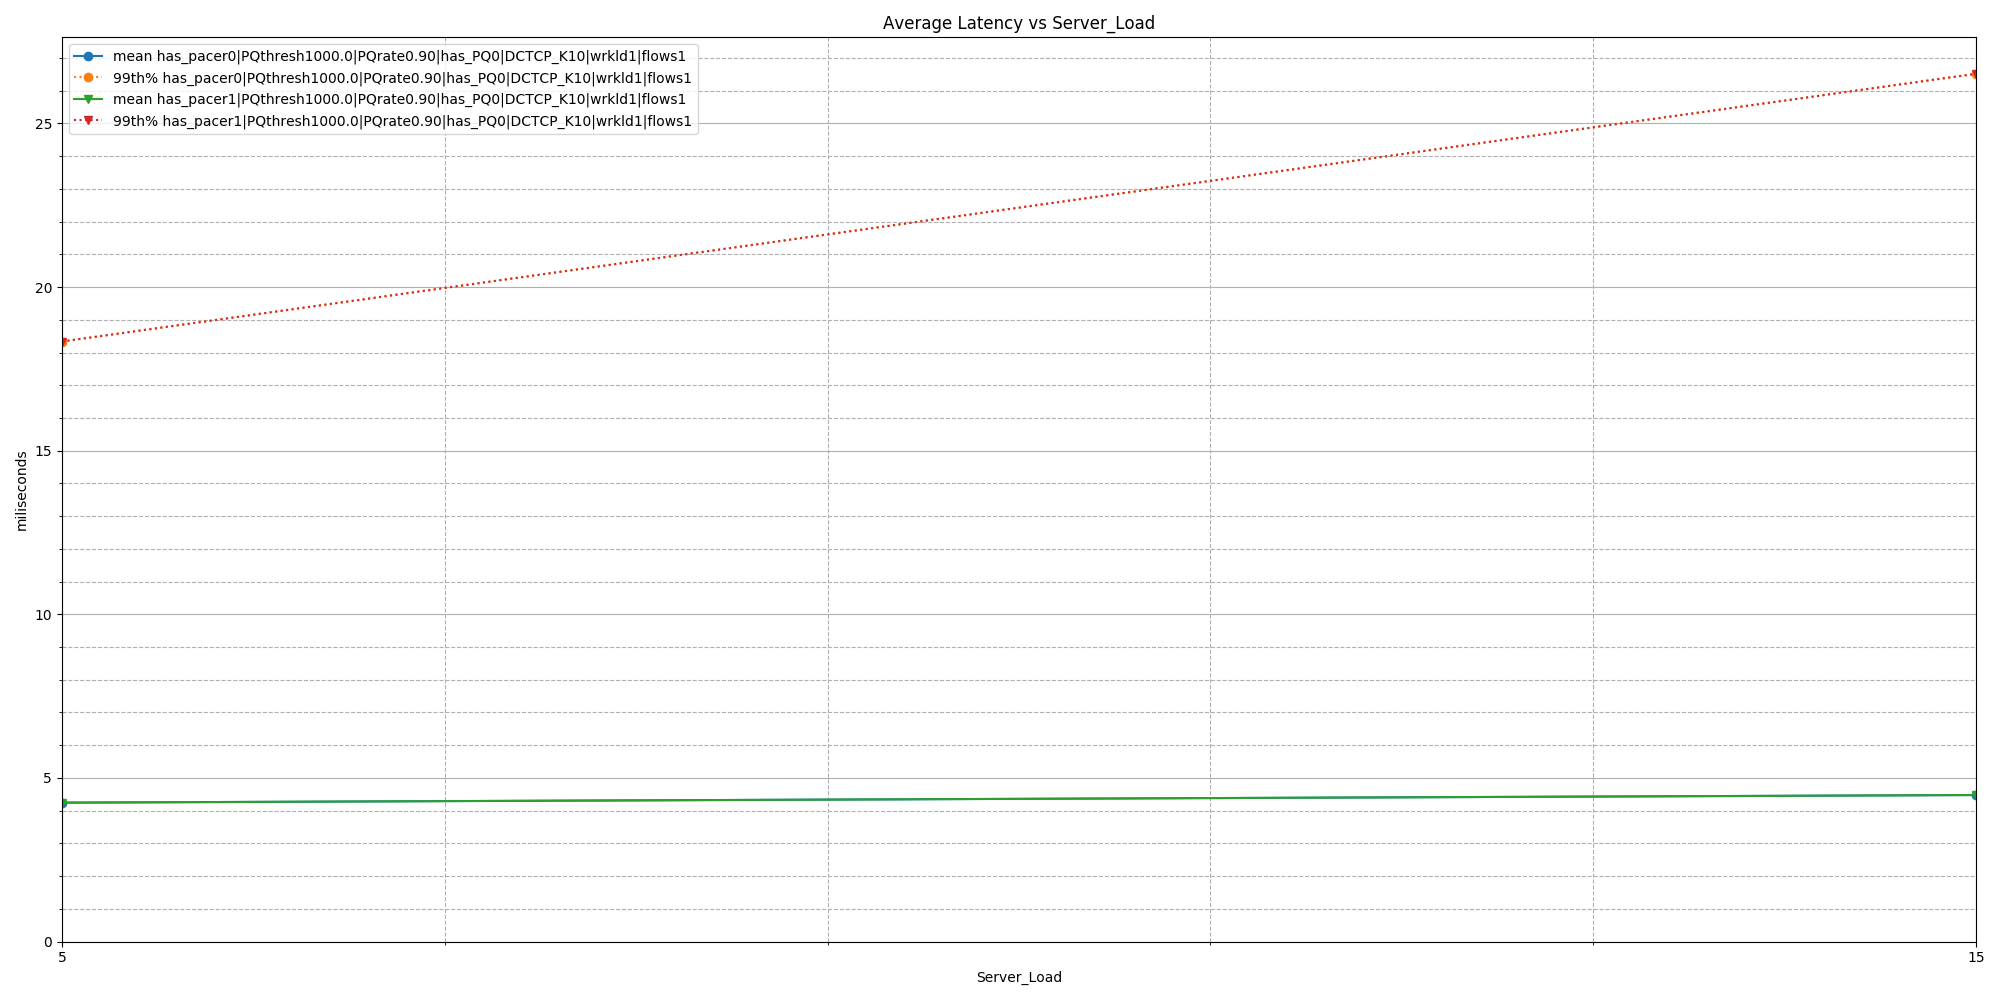 Average Latency vs Server_Load
mean has_pacer0|PQthresh1000.0|PQrate0.90|has_PQ0|DCTCP_K10|wrkld1|flows1
99th% has_pacer0|PQthresh1000.0|PQrate0.90|has_PQ0|DCTCP_K10|wrkld1|flows1
mean has_pacer1|PQthresh1000.0|PQrate0.90|has_PQ0|DCTCP_K10|wrkld1|flows1
99th% has_pacer1|PQthresh1000.0|PQrate0.90|has_PQ0|DCTCP_K10|wrkld1|flows1
25
20
15
10
5
0
miliseconds
5
15
Server_Load